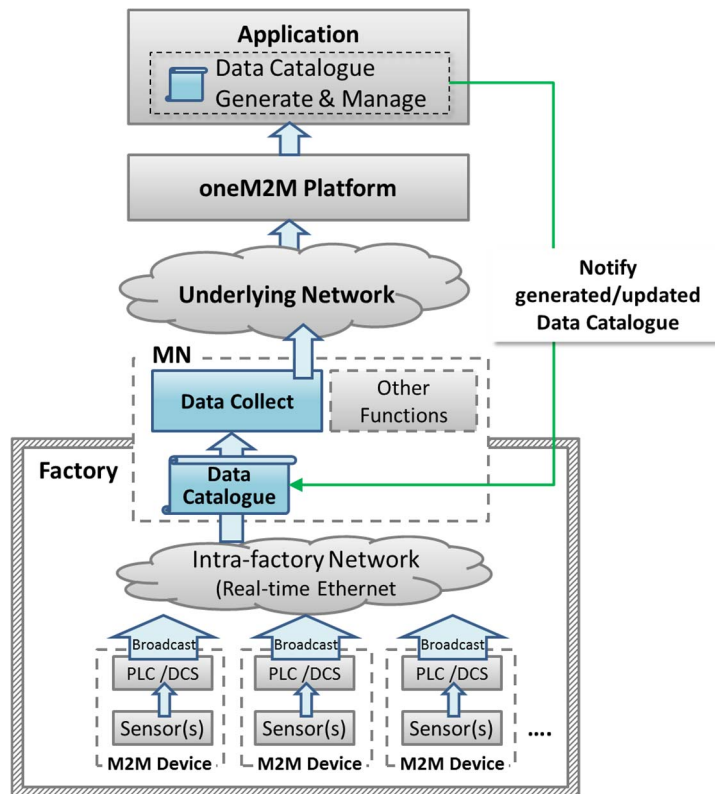 Application
Data Catalogue
Generate & Manage
oneM2M Platform
Underlying Network
Notify
generated/updated
Data Catalogue
MN
Data Collect
Other
Functions
Factory
Data
Catalogue
Intra-factory Network
(Real-time Ethernet
Broadcast
Broadcast
Broadcast
PLC /DCS
PLC /DCS
PLC /DCS
Sensor(s)
Sensor(s)
Sensor(s)
....
M2M Device
M2M Device
M2M Device